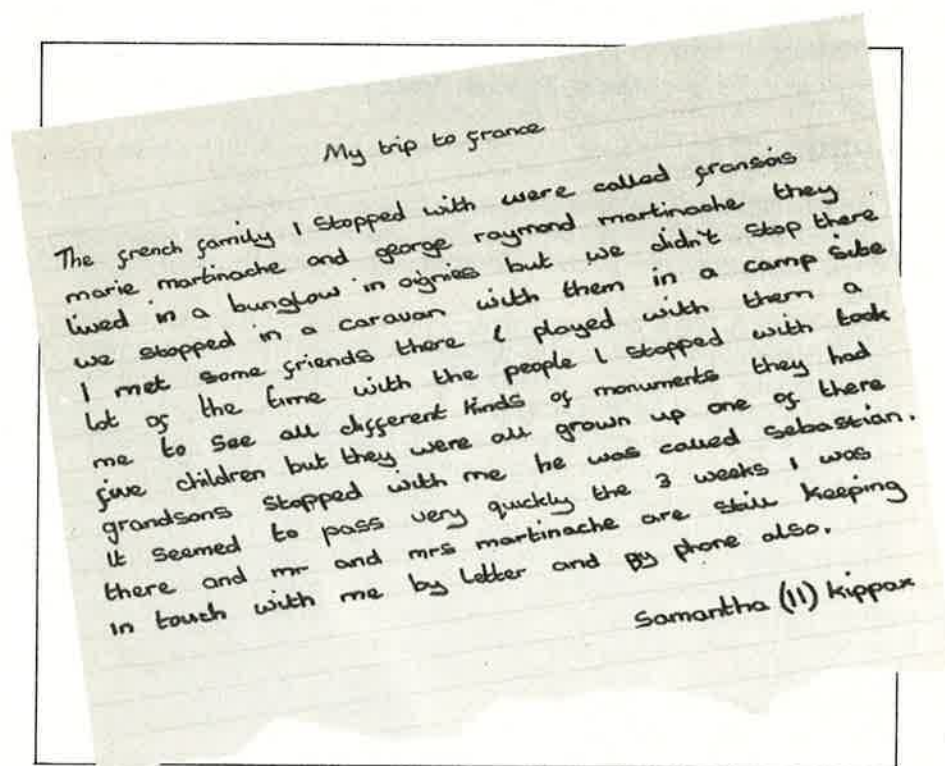 My trip to france
The french family I stopped with were called fransois
marie martinache and george raymond martinache they
lived in a bunglow in oignies but we didn't stop there
we stopped in a caravan with them in a camp site
I met some friends there & played with them a
lot of the time with the people I stopped with took
me to see all different kinds of monuments they had
five children but they were all grown up one of there
grandsons stopped with me he was called sebastian.
it seemed to pass very quickly the 3 weeks I was
there and mr and mrs martinache are still keeping
in touch with me by letter and By phone also.
Samantha (11) Kippax